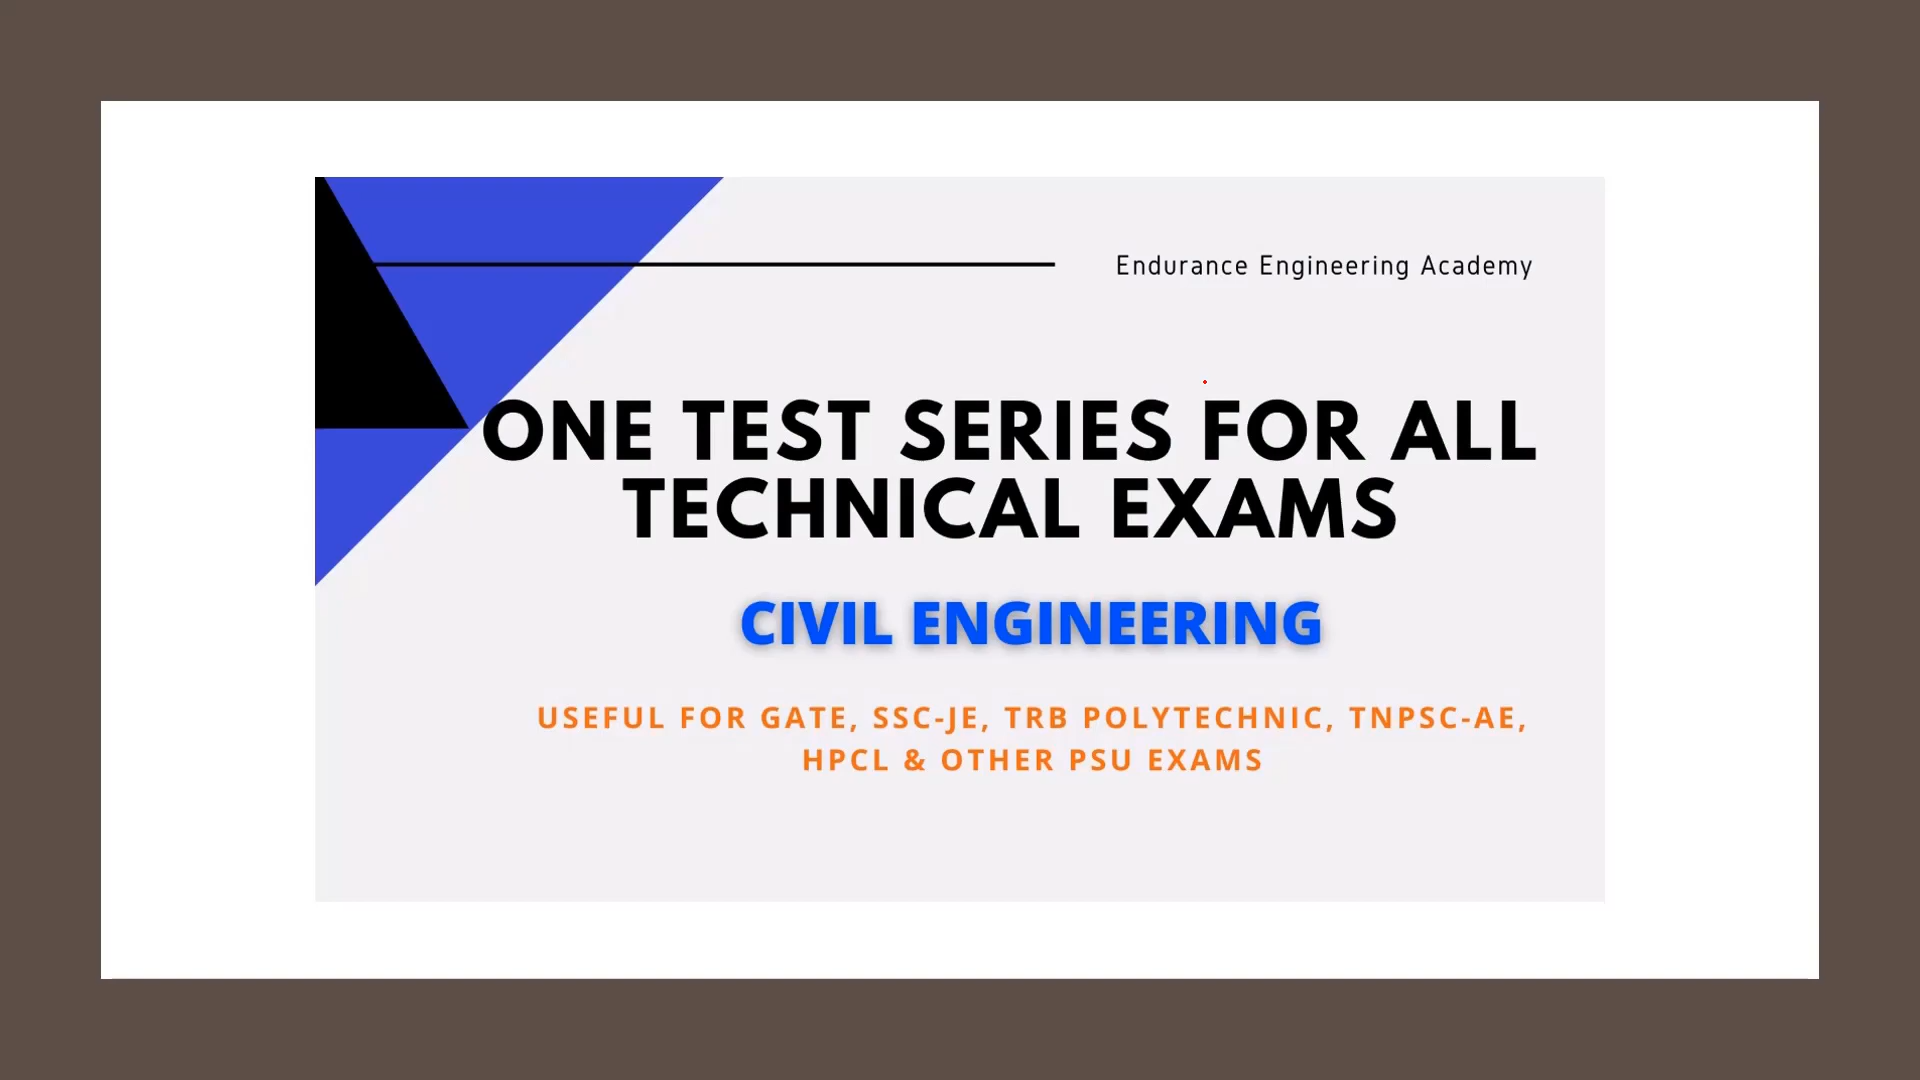 Endurance Engineering Academy
ONE TEST SERIES FOR ALL
TECHNICAL EXAMS
CIVIL ENGINEERING
USEFUL FOR GATE, SSC-JE, TRB POLYTECHNIC, TNPSC-AE,
HPCL & OTHER PSU EXAMS